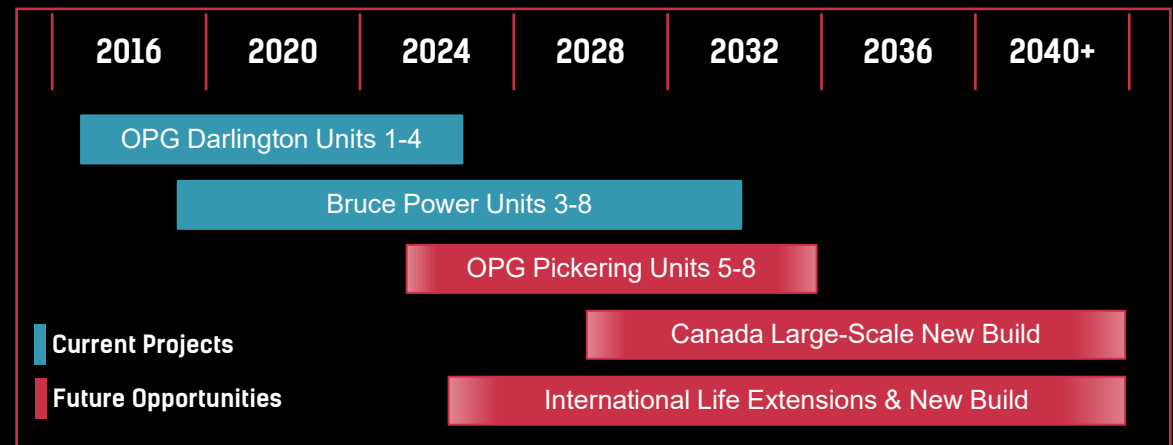 2016 2020 2024 2028 2032 2036 2040+
OPG Darlington Units 1-4
Bruce Power Units 3-8
OPG Pickering Units 5-8
Canada Large-Scale New Build
Current Projects
International Life Extensions & New Build
Future Opportunities